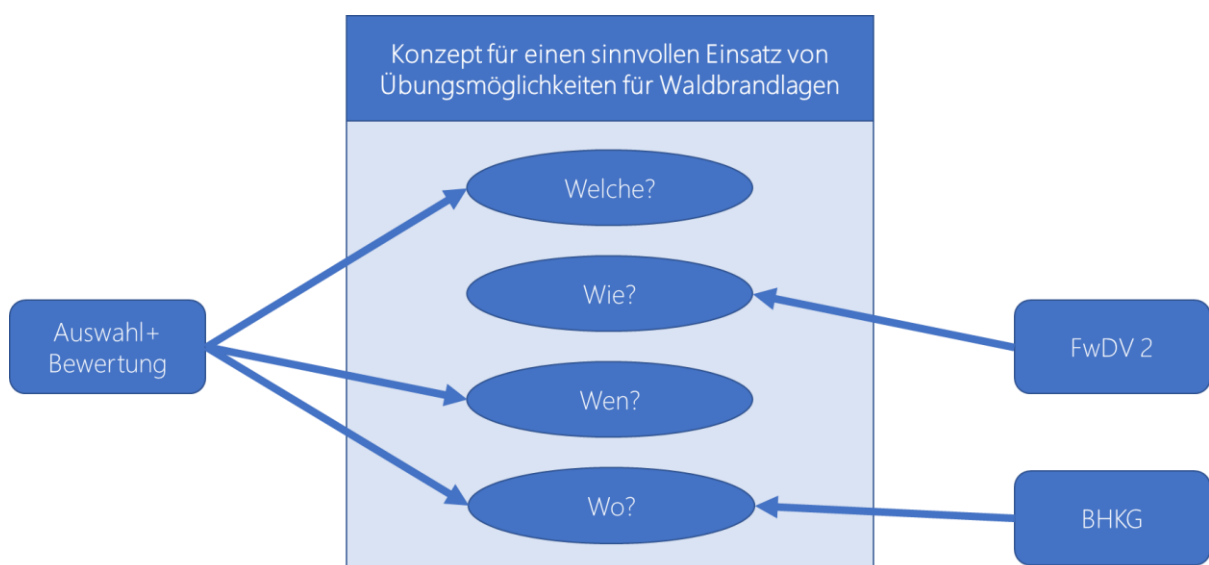 Konzept für einen sinnvollen Einsatz von
Übungsmöglichkeiten für Waldbrandlagen
Welche?
Wie?
Auswahl+
Bewertung
FwDV 2
Wen?
Wo?
BHKG